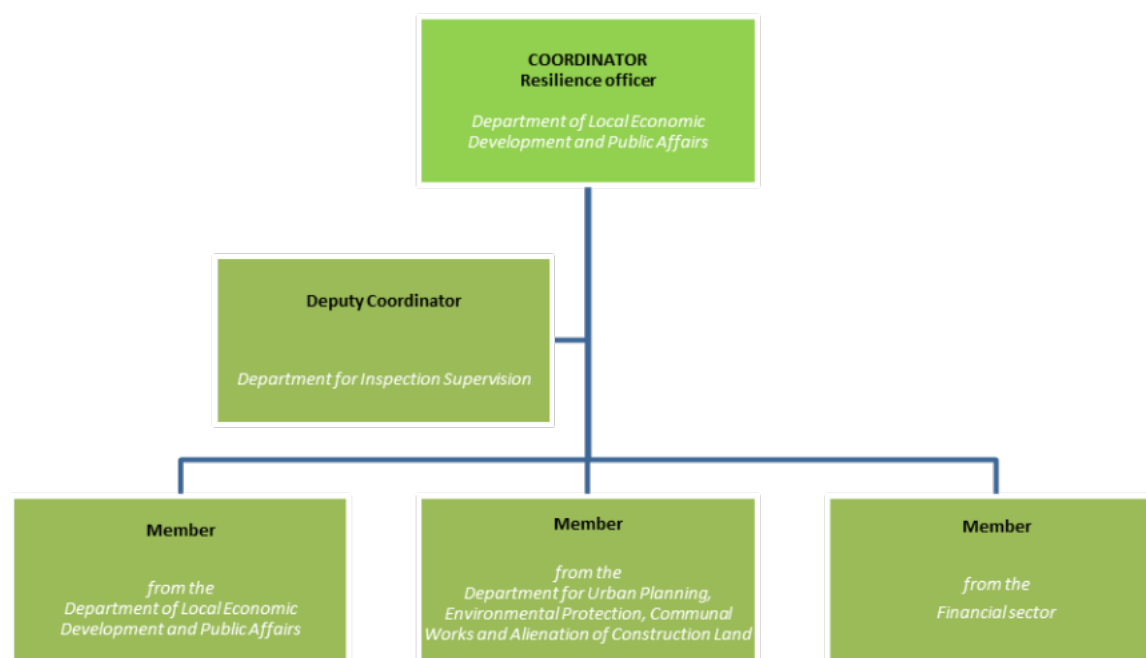 COORDINATOR
Resilience officer
Department of Local Economic
Development and Public Affairs
Deputy Coordinator
Department for Inspection Supervision
Member
from the
Department of Local Economic
Development and Public Affairs
Member
from the
Department for Urban Planning,
Environmental Protection, Communal
Works and Alienation of Construction Land
Member
from the
Financial sector